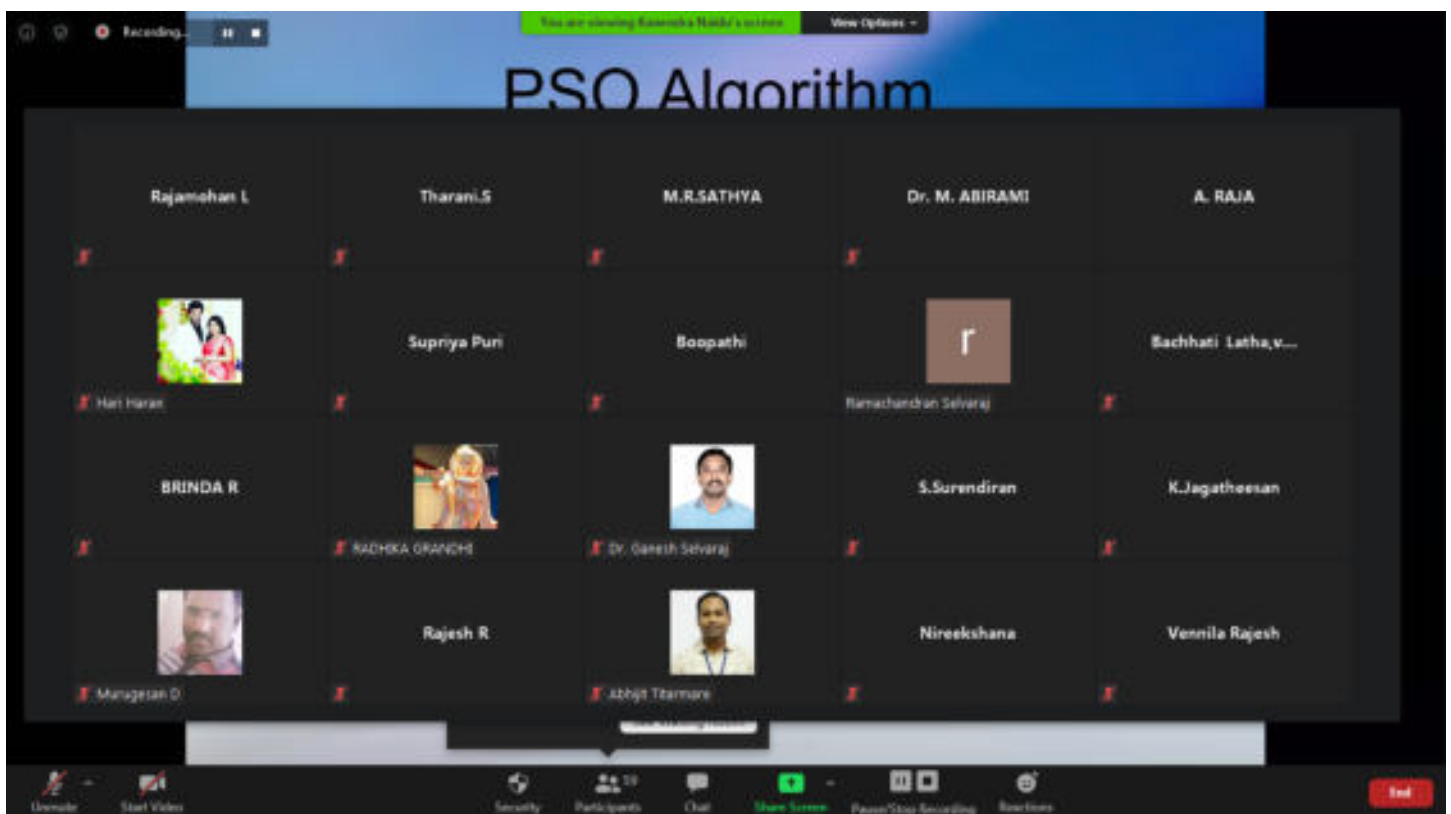 Recording...
You are viewing Rajendra Naidu's screen
View Options
PSO Algorithm
Rajamohan L
Tharani.S
M.R.SATHYA
Dr. M. ABIRAMI
A. RAJA
Hari Haran
Supriya Puri
Boopathi
r
Ramachandran Selvaraj
Bachhati Latha,v....
BRINDA R
RADHIKA GRANDHI
Dr. Ganesh Selvaraj
S.Surendiran
K.Jagatheesan
Murugesan D
Rajesh R
Abhijit Titarmare
Nireekshana
Vennila Rajesh
Unmute
Start Video
Security
Participants
Chat
Share Screen
Pause/Stop Recording
Reactions
End